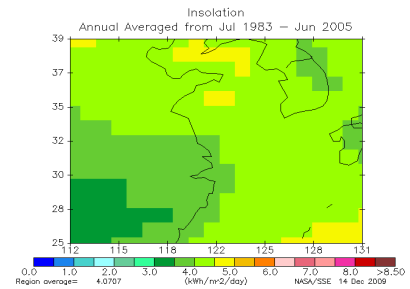 Insolation
Annual Averaged from Jul 1983 – Jun 2005
39
37
35
32
30
28
25
112 115 118 122 125 128 131
0.0 1.0 2.0 3.0 4.0 5.0 6.0 7.0 8.0 >8.50
Region average= 4.0707 (kWh/m^2/day) NASA/SSE 14 Dec 2009